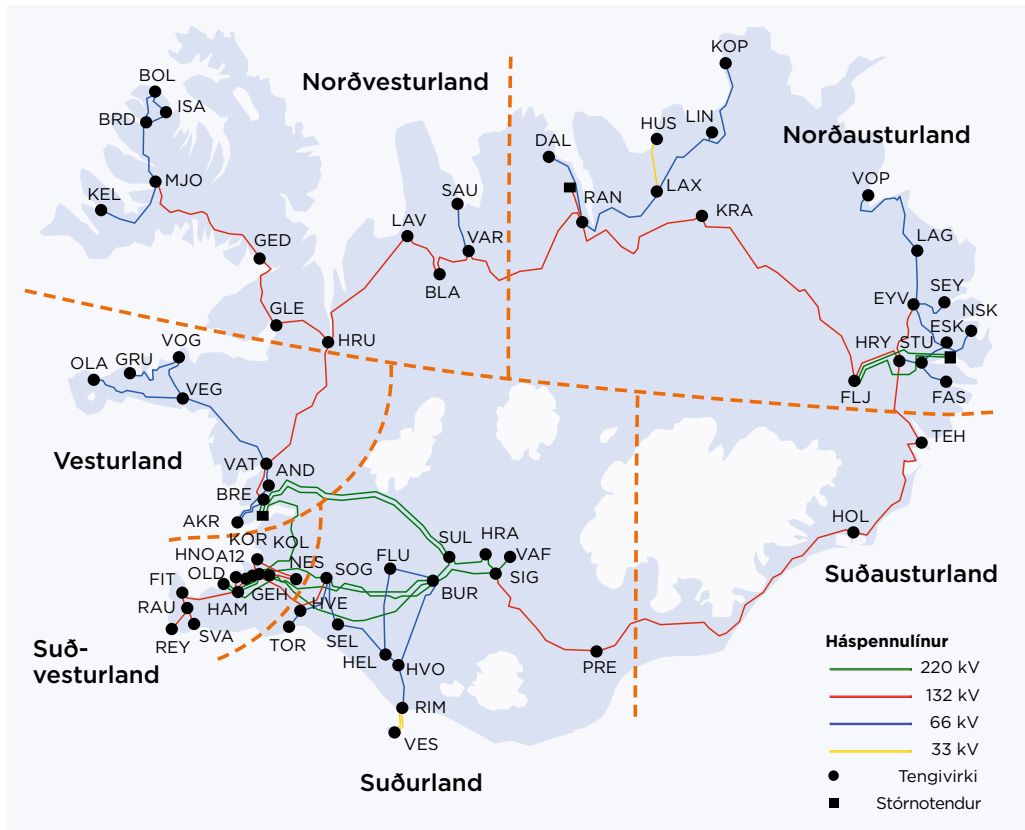 KOP
BOL
Norðvesturland
ISA
BRD
HUS
LIN
DAL
Norðausturland
MJO
KEL
SAU
RAN
LAX
VOP
KRA
LAV
VAR
LAG
GED
BLA
EYV
SEY
NSK
GLE
ESK
HRU
HRY
STU
VOG
GRU
OLA
VEG
FLJ
FAS
TEH
Vesturland
VAT
AND
BRE
AKR
HOL
KOR
KOL
SUL
HRA
HNO
A12
NES
FLU
VAF
FIT
OLD
SOG
SIG
BUR
Suðausturland
RAU
HAM
GEH
HVE
REY
SVA
TOR
SEL
Suð-
vesturland
HEL
HVO
PRE
RIM
VES
Suðurland
Háspennulínur
220 kV
132 kV
66 kV
33 kV
Tengivirki
Stórnotendur